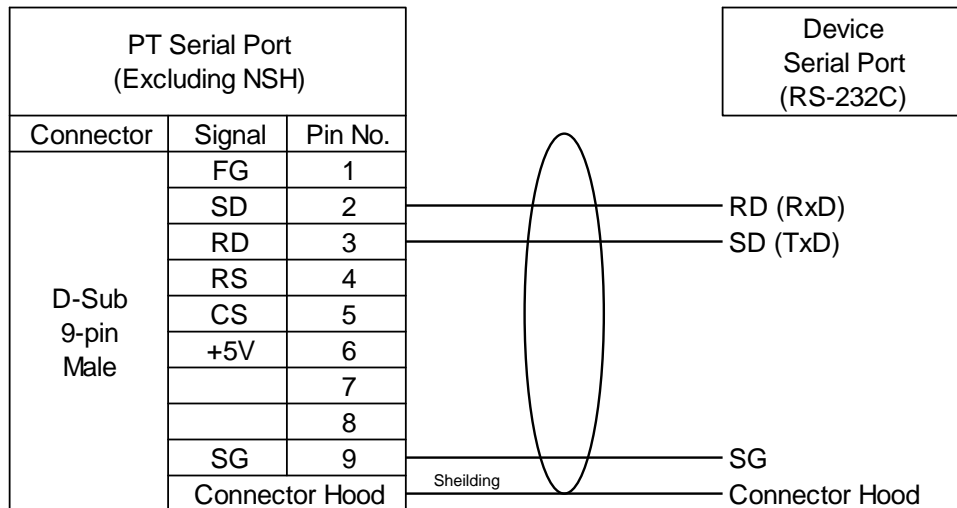 PT Serial Port
(Excluding NSH)
Device
Serial Port
(RS-232C)
Connector Signal Pin No.
D-Sub
9-pin
Male
FG 1
SD 2 RD (RxD)
RD 3 SD (TxD)
RS 4
CS 5
+5V 6
7
8
SG 9 SG
Connector Hood Sheilding Connector Hood